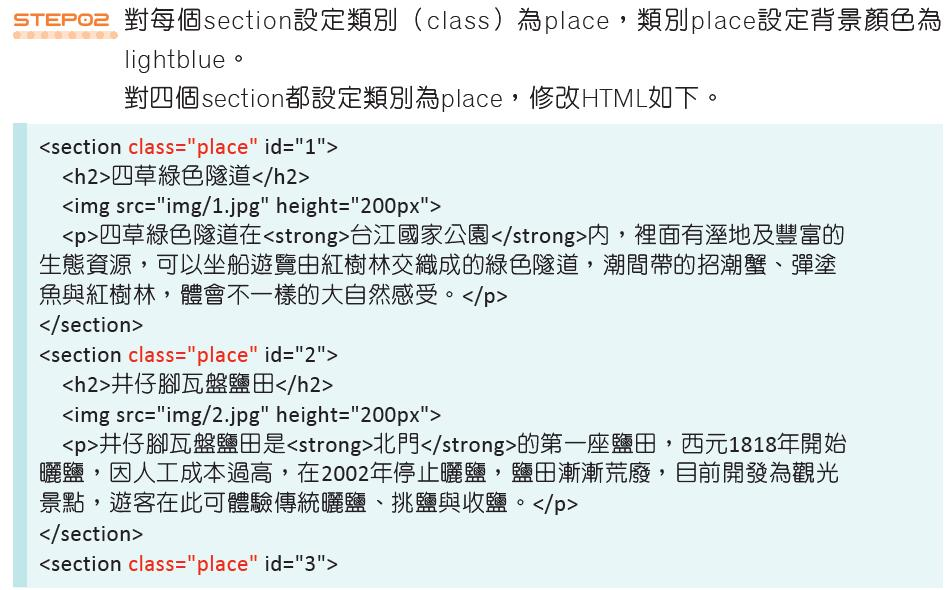 STEP02 對每個section設定類別（class）為place，類別place設定背景顏色為
lightblue。
對四個section都設定類別為place，修改HTML如下。
<section class="place" id="1">
<h2>四草綠色隧道</h2>
<img src="img/1.jpg" height="200px">
<p>四草綠色隧道在<strong>台江國家公園</strong>內，裡面有溼地及豐富的
生態資源，可以坐船遊覽由紅樹林交織成的綠色隧道，潮間帶的招潮蟹、彈塗
魚與紅樹林，體會不一樣的大自然感受。</p>
</section>
<section class="place" id="2">
<h2>井仔腳瓦盤鹽田</h2>
<img src="img/2.jpg" height="200px">
<p>井仔腳瓦盤鹽田是<strong>北門</strong>的第一座鹽田，西元1818年開始
曬鹽，因人工成本過高，在2002年停止曬鹽，鹽田漸漸荒廢，目前開發為觀光
景點，遊客在此可體驗傳統曬鹽、挑鹽與收鹽。</p>
</section>
<section class="place" id="3">